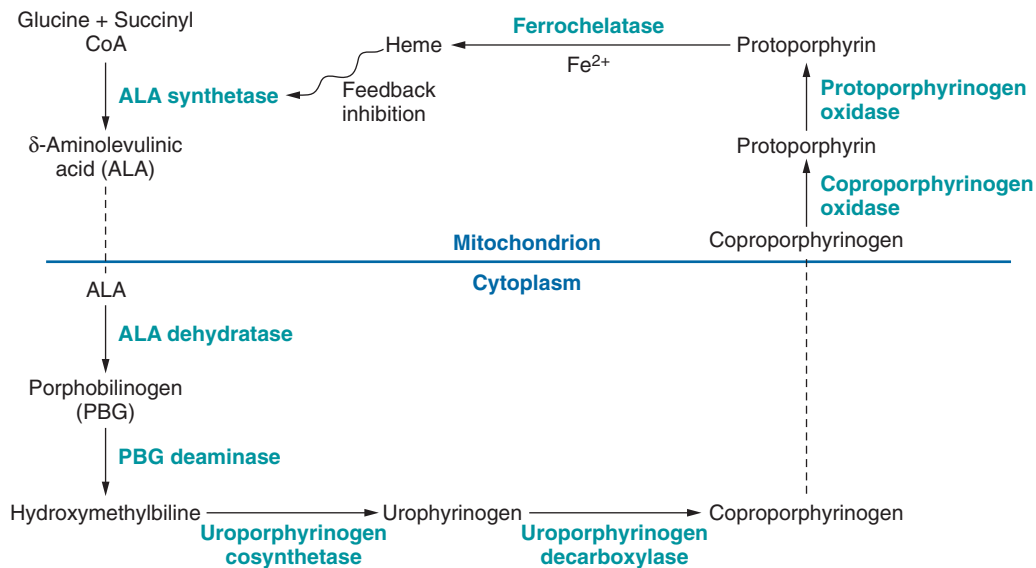 Glucine + Succinyl
CoA
ALA synthetase
δ-Aminolevulinic
acid (ALA)
Heme
Feedback
inhibition
Ferrochelatase
Fe2+
Protoporphyrin
Protoporphyrinogen
oxidase
Protoporphyrin
Coproporphyrinogen
oxidase
Coproporphyrinogen
Mitochondrion
Cytoplasm
ALA
ALA dehydratase
Porphobilinogen
(PBG)
PBG deaminase
Hydroxymethylbiline
Uroporphyrinogen
cosynthetase
Urophyrinogen
Uroporphyrinogen
decarboxylase
Coproporphyrinogen